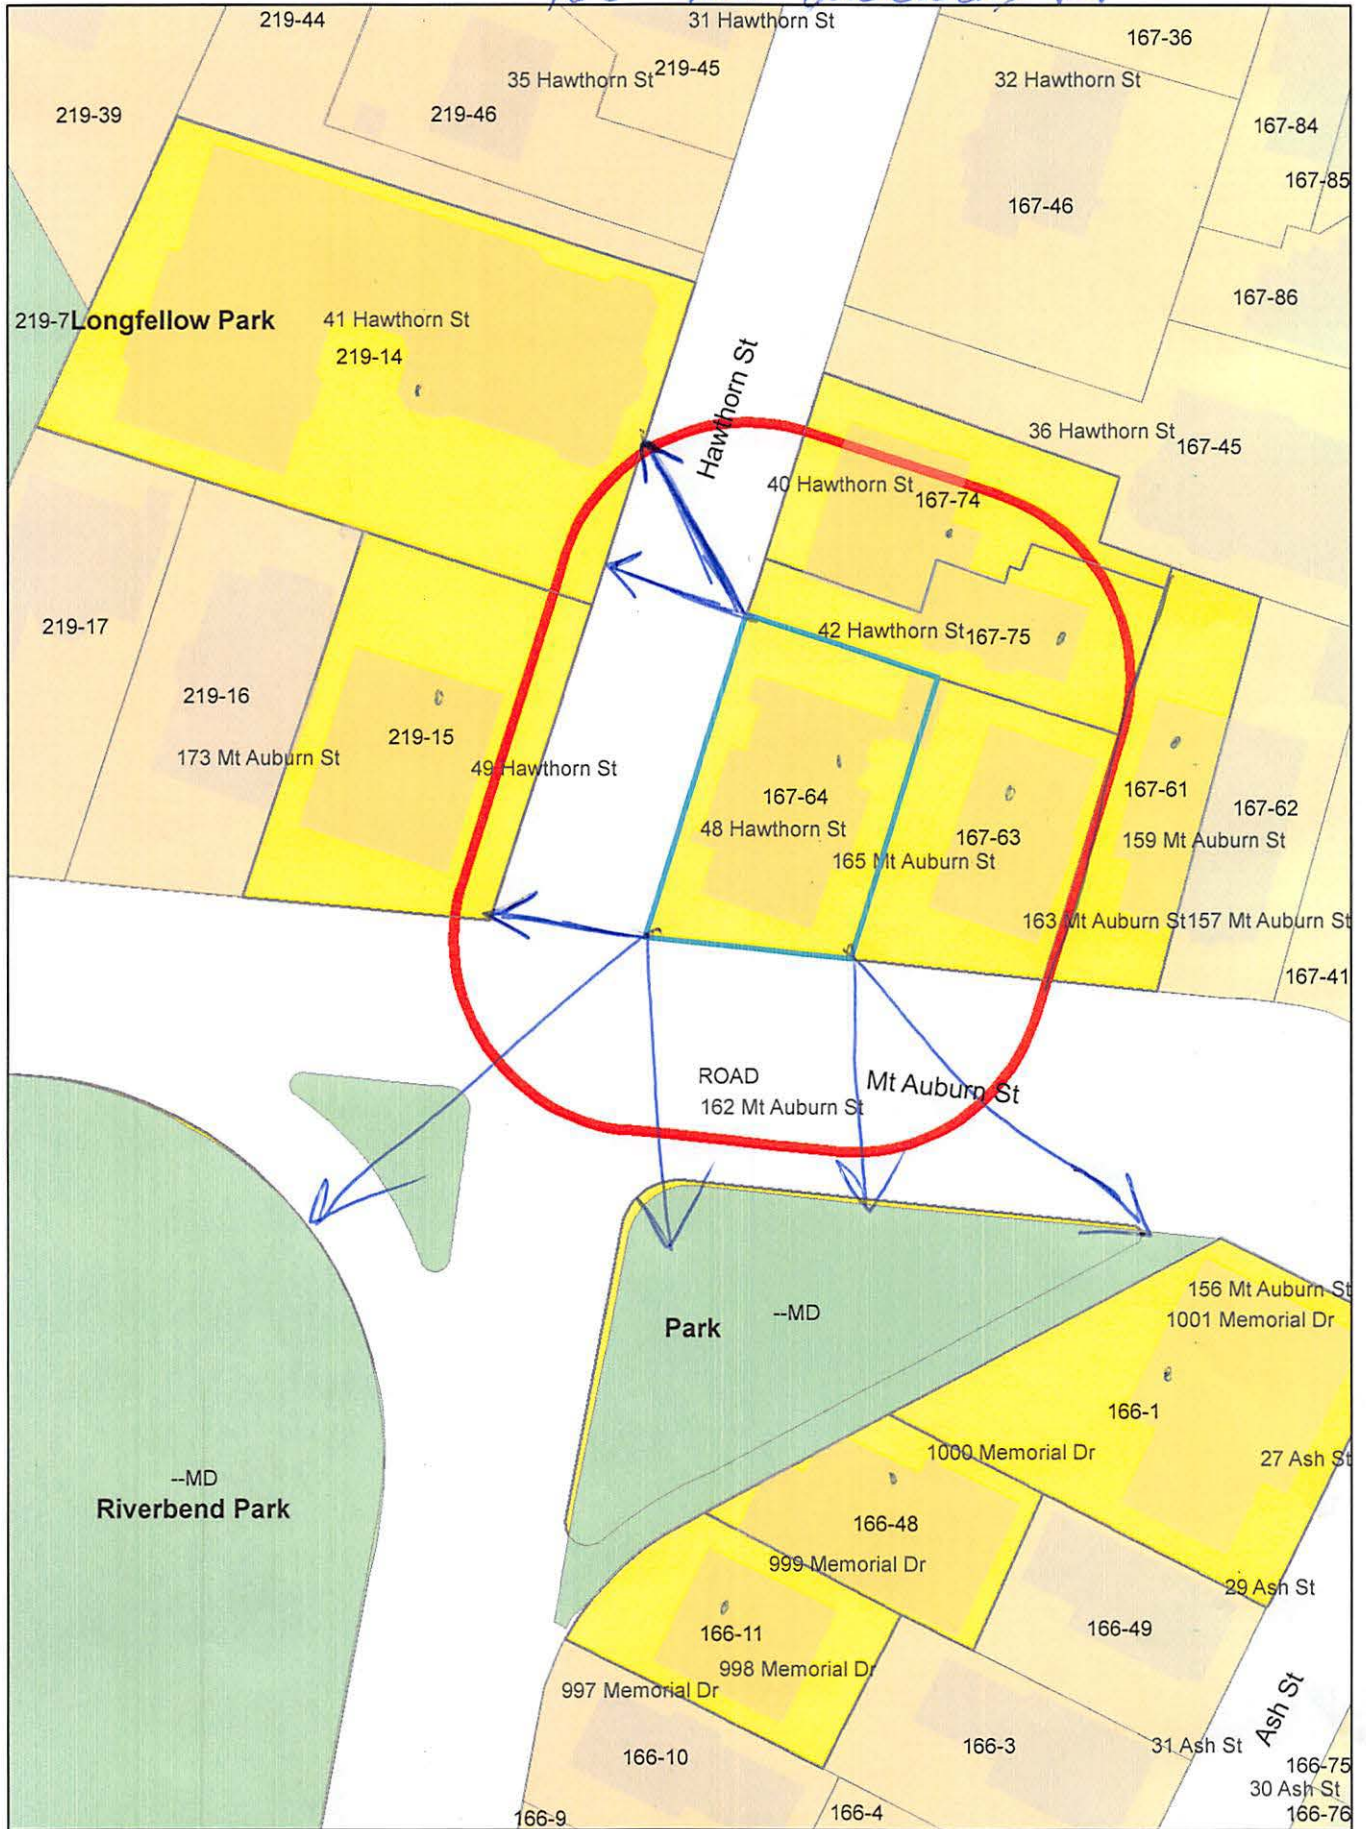 31 Hawthorn St
219-44
167-36
35 Hawthorn St
219-45
32 Hawthorn St
219-39
219-46
167-84
167-85
167-46
167-86
219-7
Longfellow Park
41 Hawthorn St
219-14
Hawthorn St
36 Hawthorn St
167-45
40 Hawthorn St
167-74
219-17
42 Hawthorn St
167-75
219-16
219-15
173 Mt Auburn St
49 Hawthorn St
167-64
167-61
167-62
48 Hawthorn St
167-63
159 Mt Auburn St
165 Mt Auburn St
163 Mt Auburn St
157 Mt Auburn St
167-41
ROAD
Mt Auburn St
162 Mt Auburn St
156 Mt Auburn St
1001 Memorial Dr
Park
--MD
166-1
1000 Memorial Dr
27 Ash St
--MD
Riverbend Park
166-48
999 Memorial Dr
29 Ash St
166-11
166-49
998 Memorial Dr
997 Memorial Dr
Ash St
166-10
166-3
31 Ash St
166-75
30 Ash St
166-9
166-4
166-76